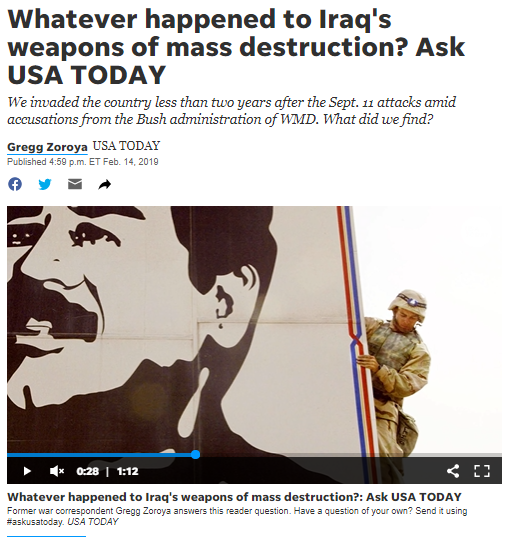 Whatever happened to Iraq's
weapons of mass destruction? Ask
USA TODAY
We invaded the country less than two years after the Sept. 11 attacks amid
accusations from the Bush administration of WMD. What did we find?
Gregg Zoroya USA TODAY
Published 4:59 p.m. ET Feb. 14, 2019
0:28 | 1:12
Whatever happened to Iraq's weapons of mass destruction?: Ask USA TODAY
Former war correspondent Gregg Zoroya answers this reader question. Have a question of your own? Send it using
#askusatoday. USA TODAY